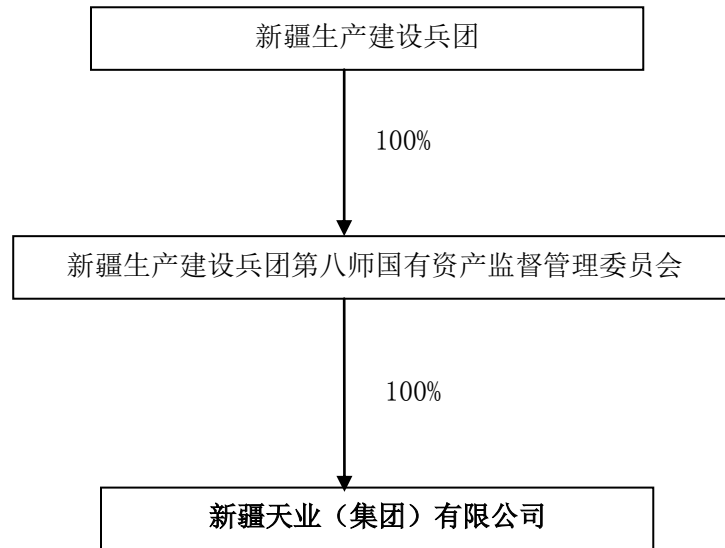 新疆生产建设兵团
100%
新疆生产建设兵团第八师国有资产监督管理委员会
100%
新疆天业（集团）有限公司